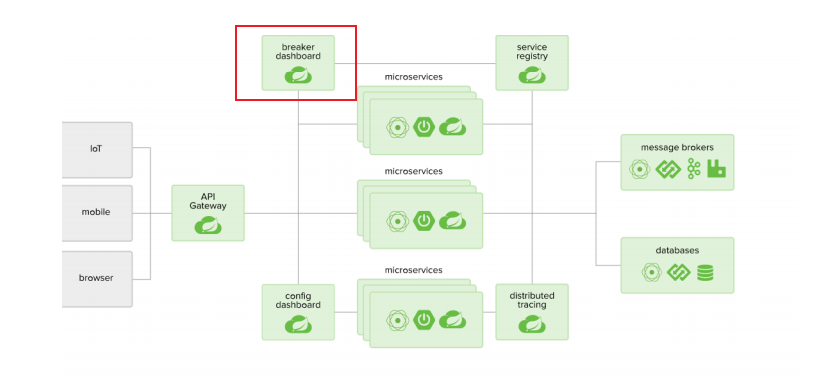 breaker
dashboard
service
registry
microservices
IoT
message brokers
microservices
API
Gateway
mobile
databases
microservices
browser
config
dashboard
distributed
tracing